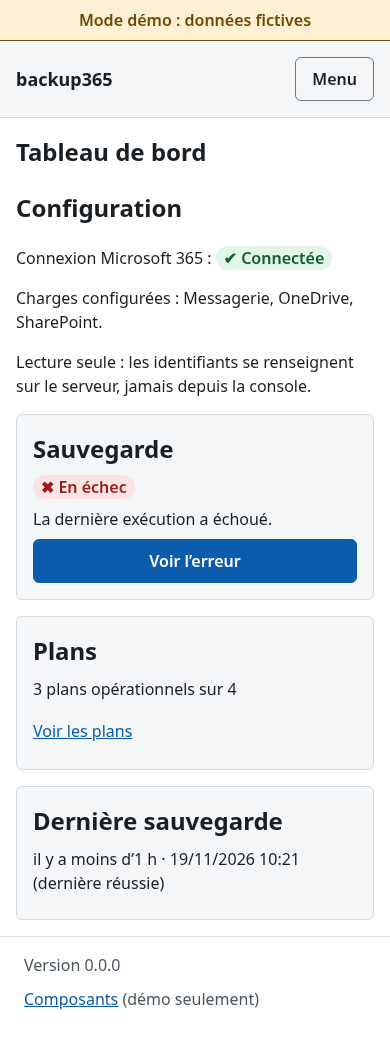 Mode démo : données fictives
backup365
Menu
Tableau de bord
Configuration
Connexion Microsoft 365 : ✔ Connectée
Charges configurées : Messagerie, OneDrive,
SharePoint.
Lecture seule : les identifiants se renseignent
sur le serveur, jamais depuis la console.
Sauvegarde
✖ En échec
La dernière exécution a échoué.
Voir l’erreur
Plans
3 plans opérationnels sur 4
Voir les plans
Dernière sauvegarde
il y a moins d’1 h · 19/11/2026 10:21
(dernière réussie)
Version 0.0.0
Composants (démo seulement)